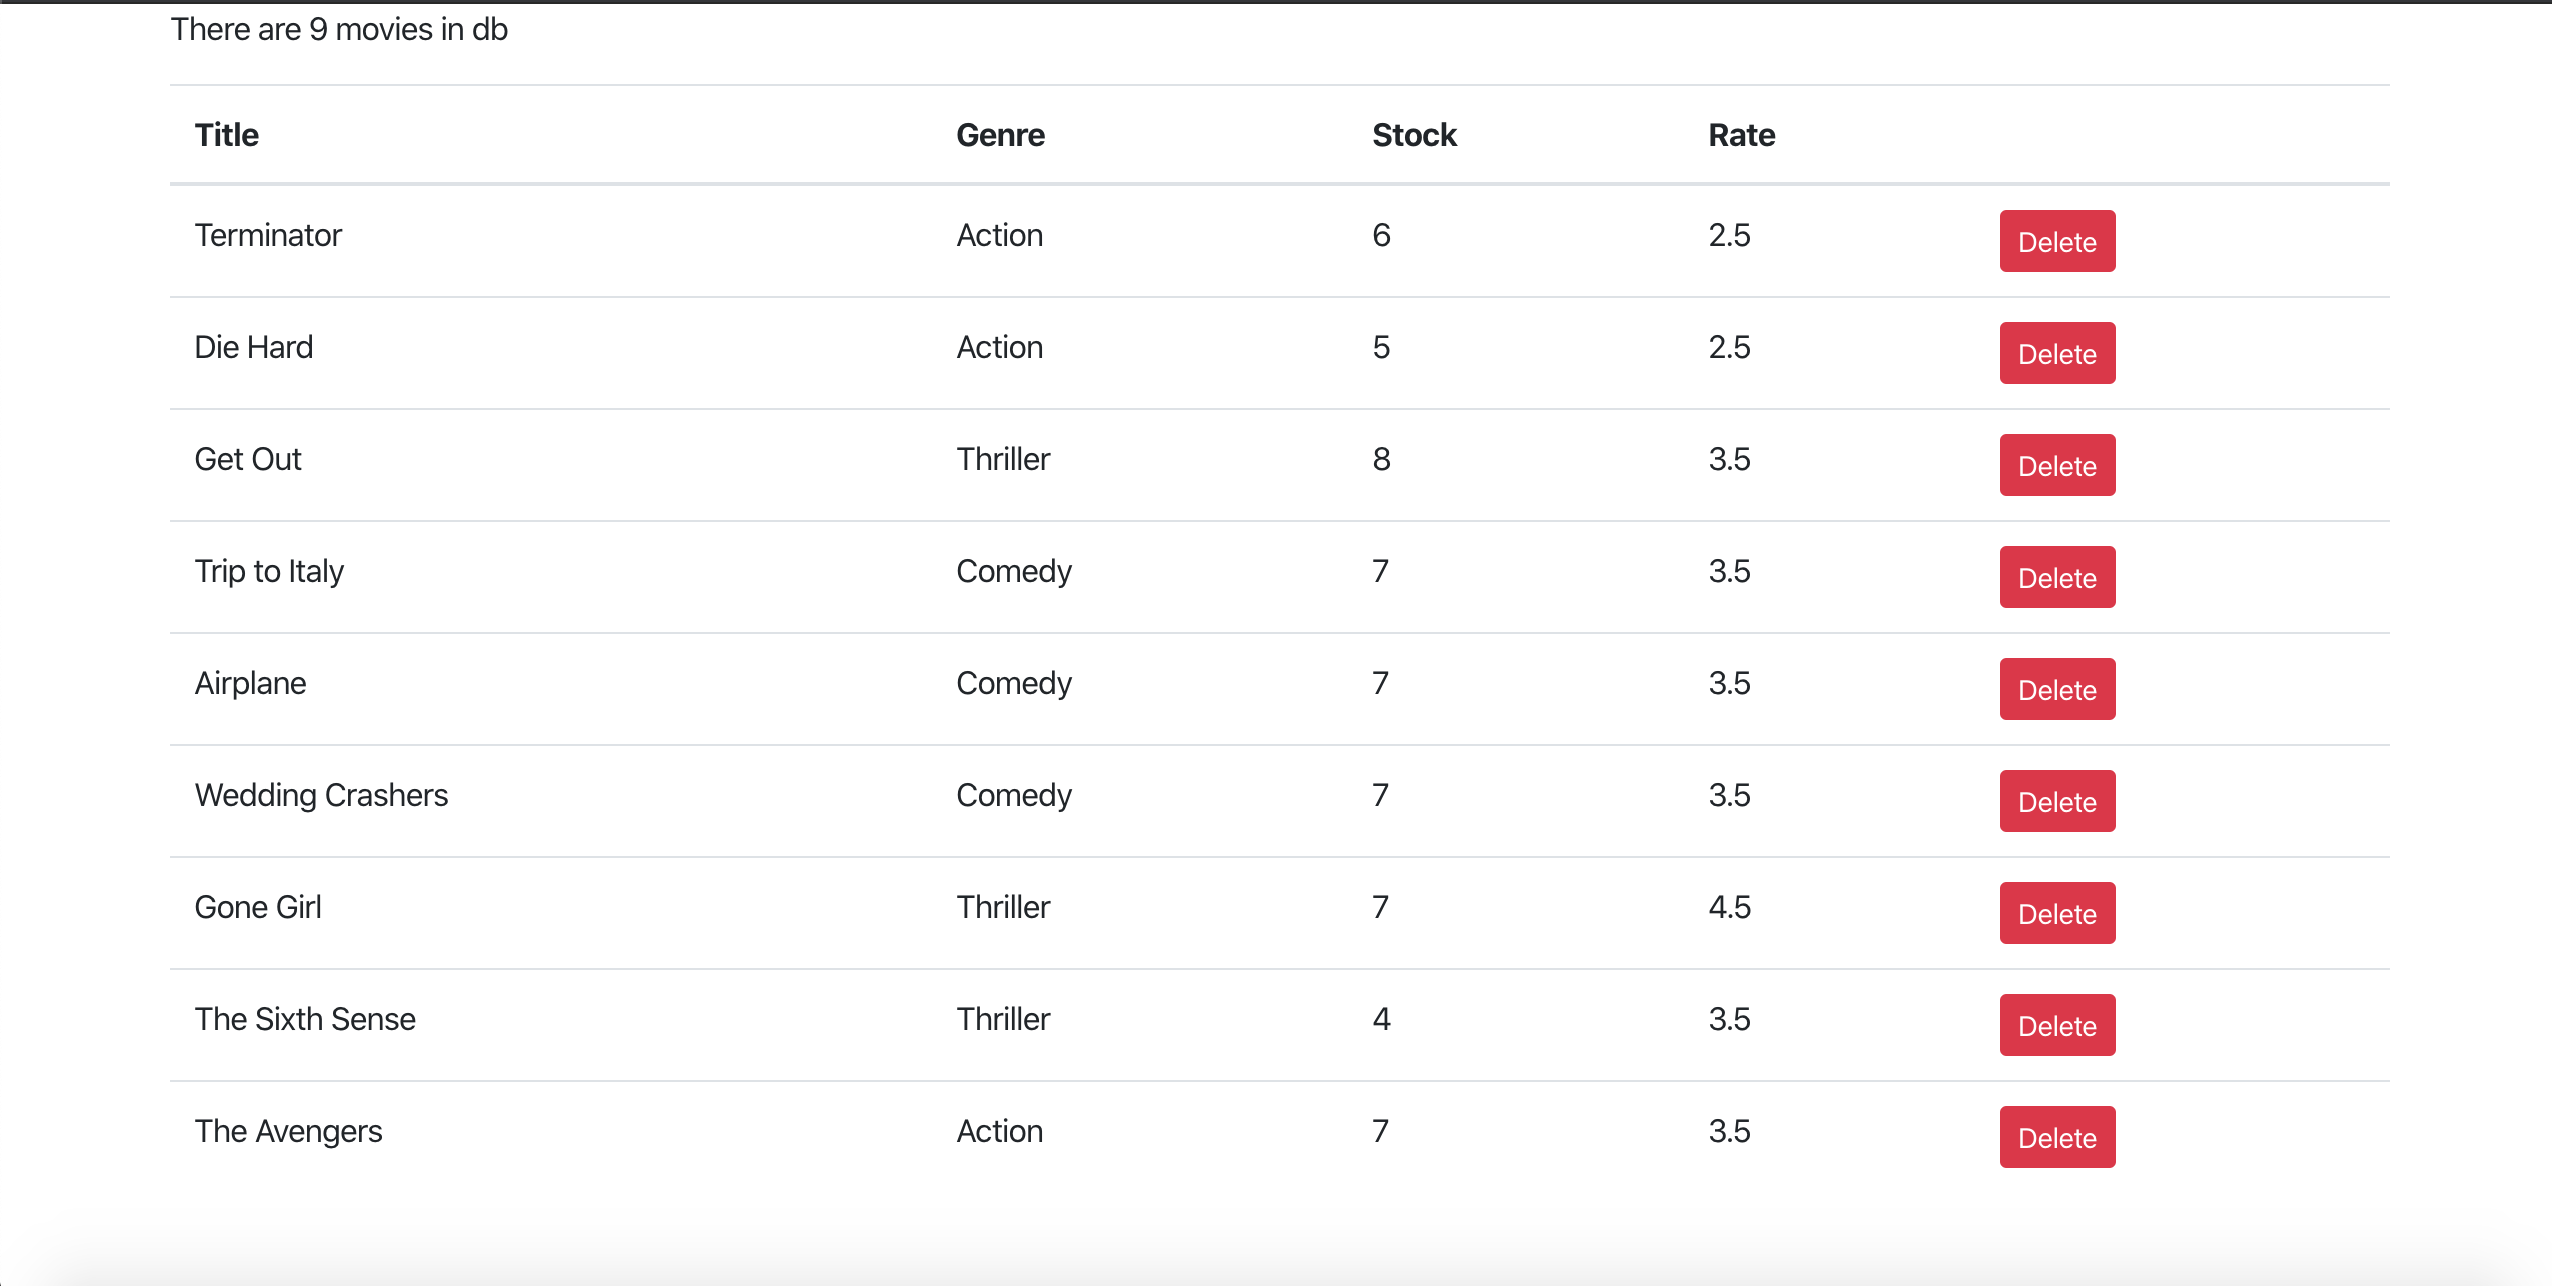 There are 9 movies in db
Title Genre Stock Rate
Terminator Action 6 2.5 Delete
Die Hard Action 5 2.5 Delete
Get Out Thriller 8 3.5 Delete
Trip to Italy Comedy 7 3.5 Delete
Airplane Comedy 7 3.5 Delete
Wedding Crashers Comedy 7 3.5 Delete
Gone Girl Thriller 7 4.5 Delete
The Sixth Sense Thriller 4 3.5 Delete
The Avengers Action 7 3.5 Delete